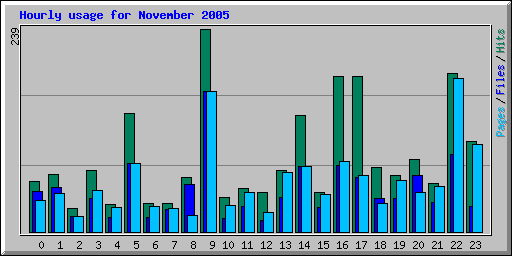 Hourly usage for November 2005
239
Pages / Files / Hits
0 1 2 3 4 5 6 7 8 9 10 11 12 13 14 15 16 17 18 19 20 21 22 23